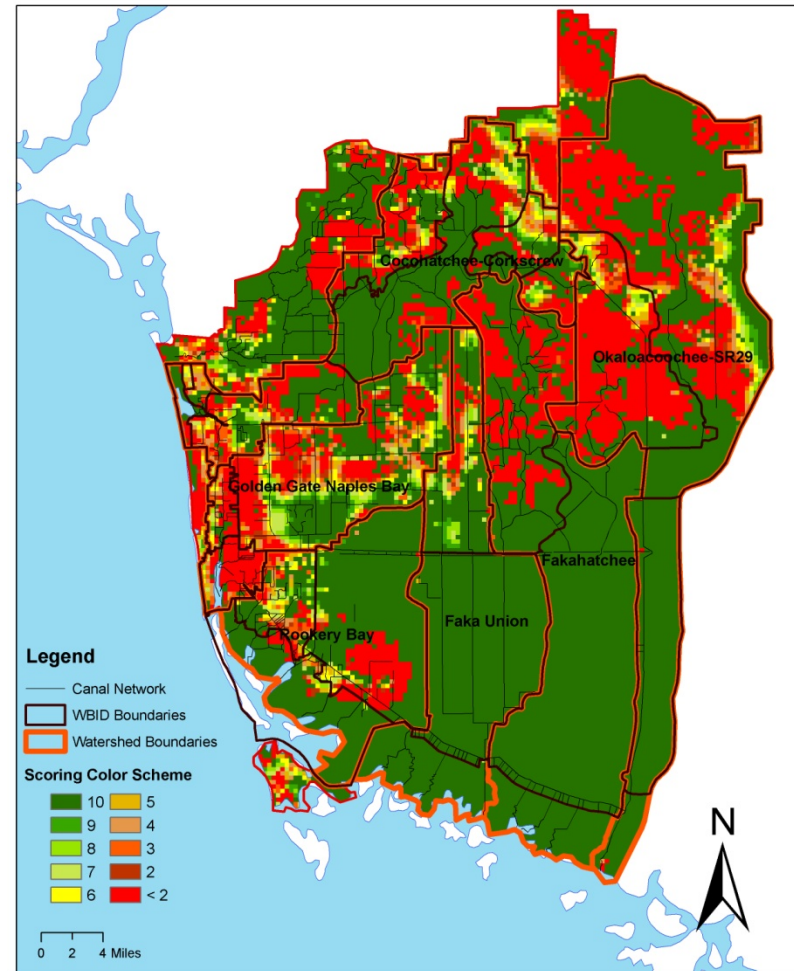 Cocohatchee-Corkscrew
Okaloacoochee-SR29
Golden Gate Naples Bay
Fakahatchee
Faka Union
Rookery Bay
Legend
Canal Network
WBID Boundaries
Watershed Boundaries
Scoring Color Scheme
10 5
9 4
8 3
7 2
6 < 2
N
0 2 4 Miles